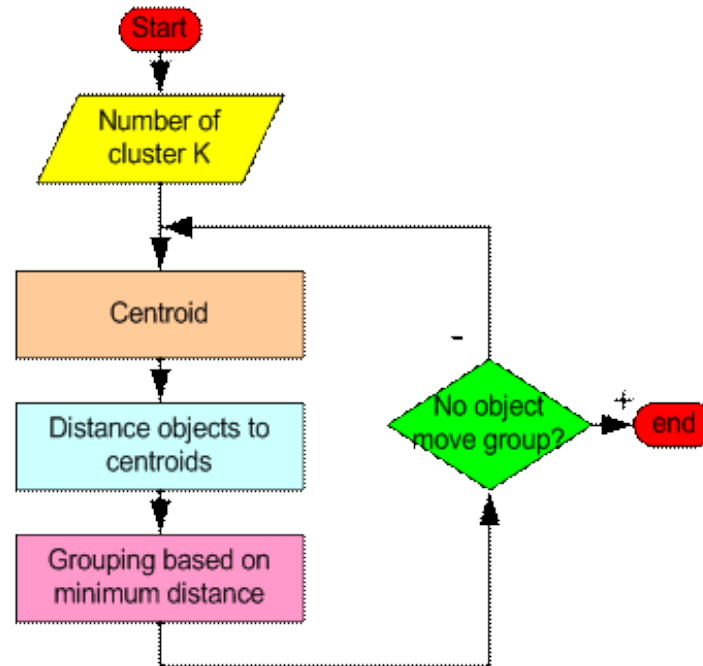 Start
Number of
cluster K
Centroid
-
No object
move group?
+
end
Distance objects to
centroids
Grouping based on
minimum distance